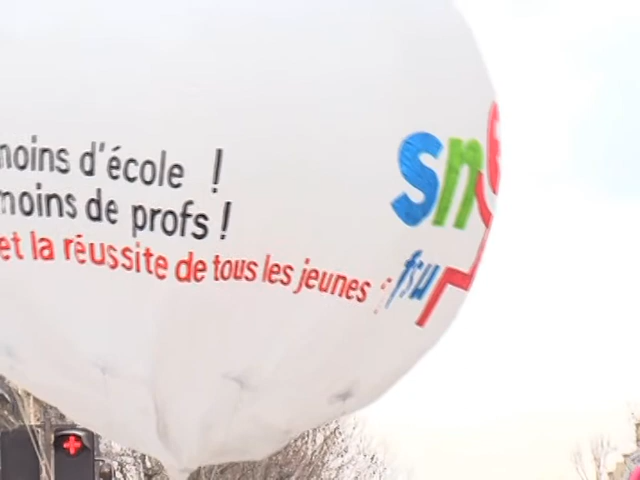 moins d'école !
moins de profs !
et la réussite de tous les jeunes
sn
fsu